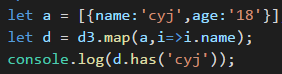 let a = [{name:'cyj',age:'18'}]
let d = d3.map(a,i=>i.name);
console.log(d.has('cyj'));